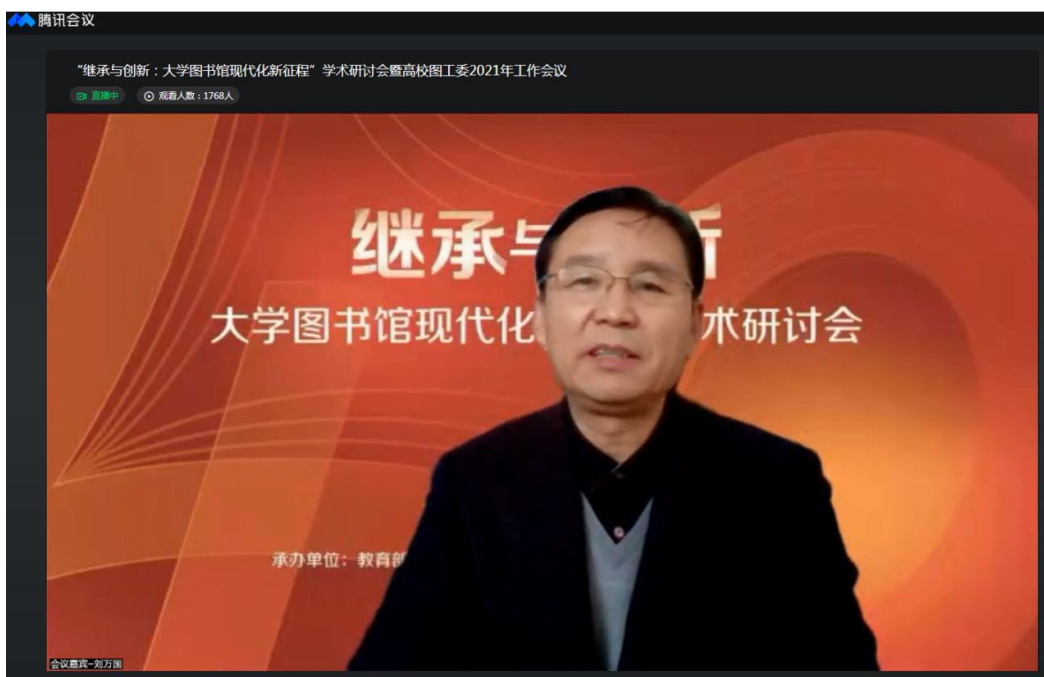 腾讯会议
“继承与创新：大学图书馆现代化新征程”学术研讨会暨高校图工委2021年工作会议
直播中 观看人数：1768人
继承与 新
大学图书馆现代化 术研讨会
承办单位：教育部
会议嘉宾-刘万国